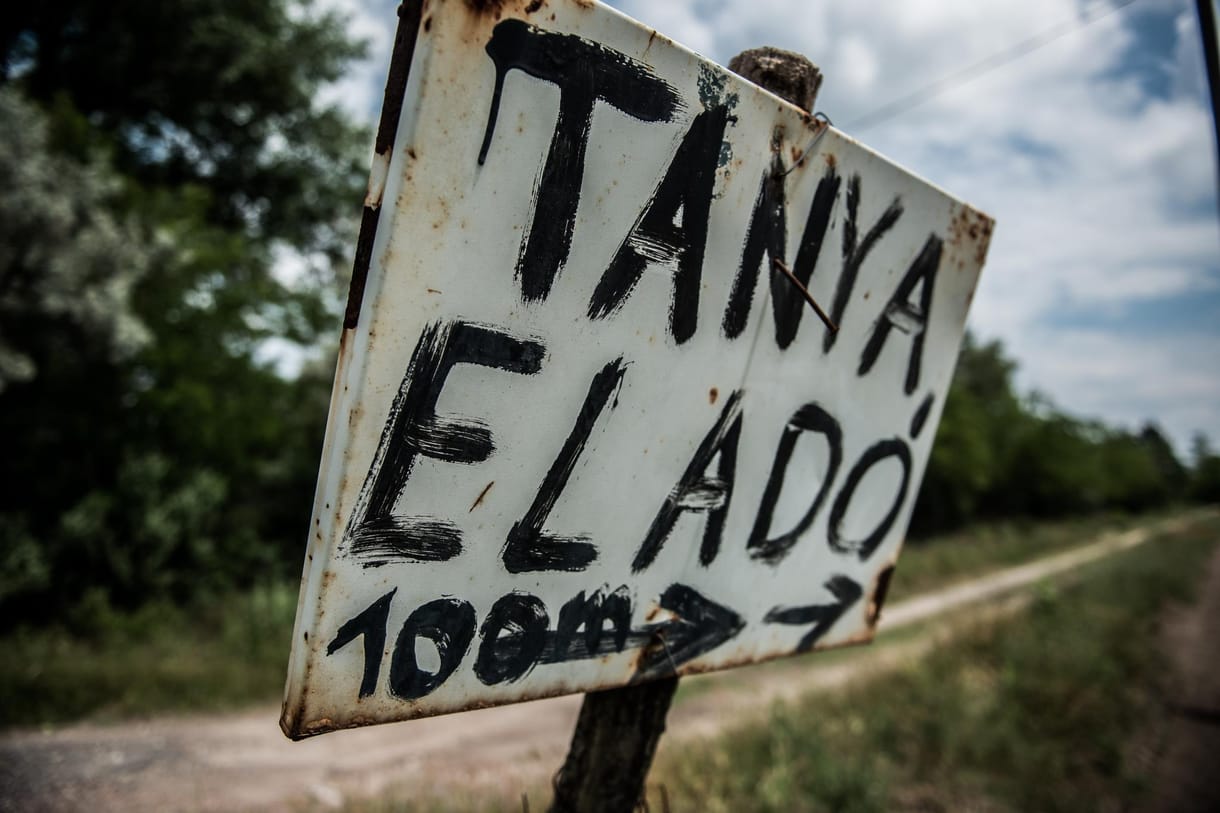 TANYA
ELADÓ
100m → →